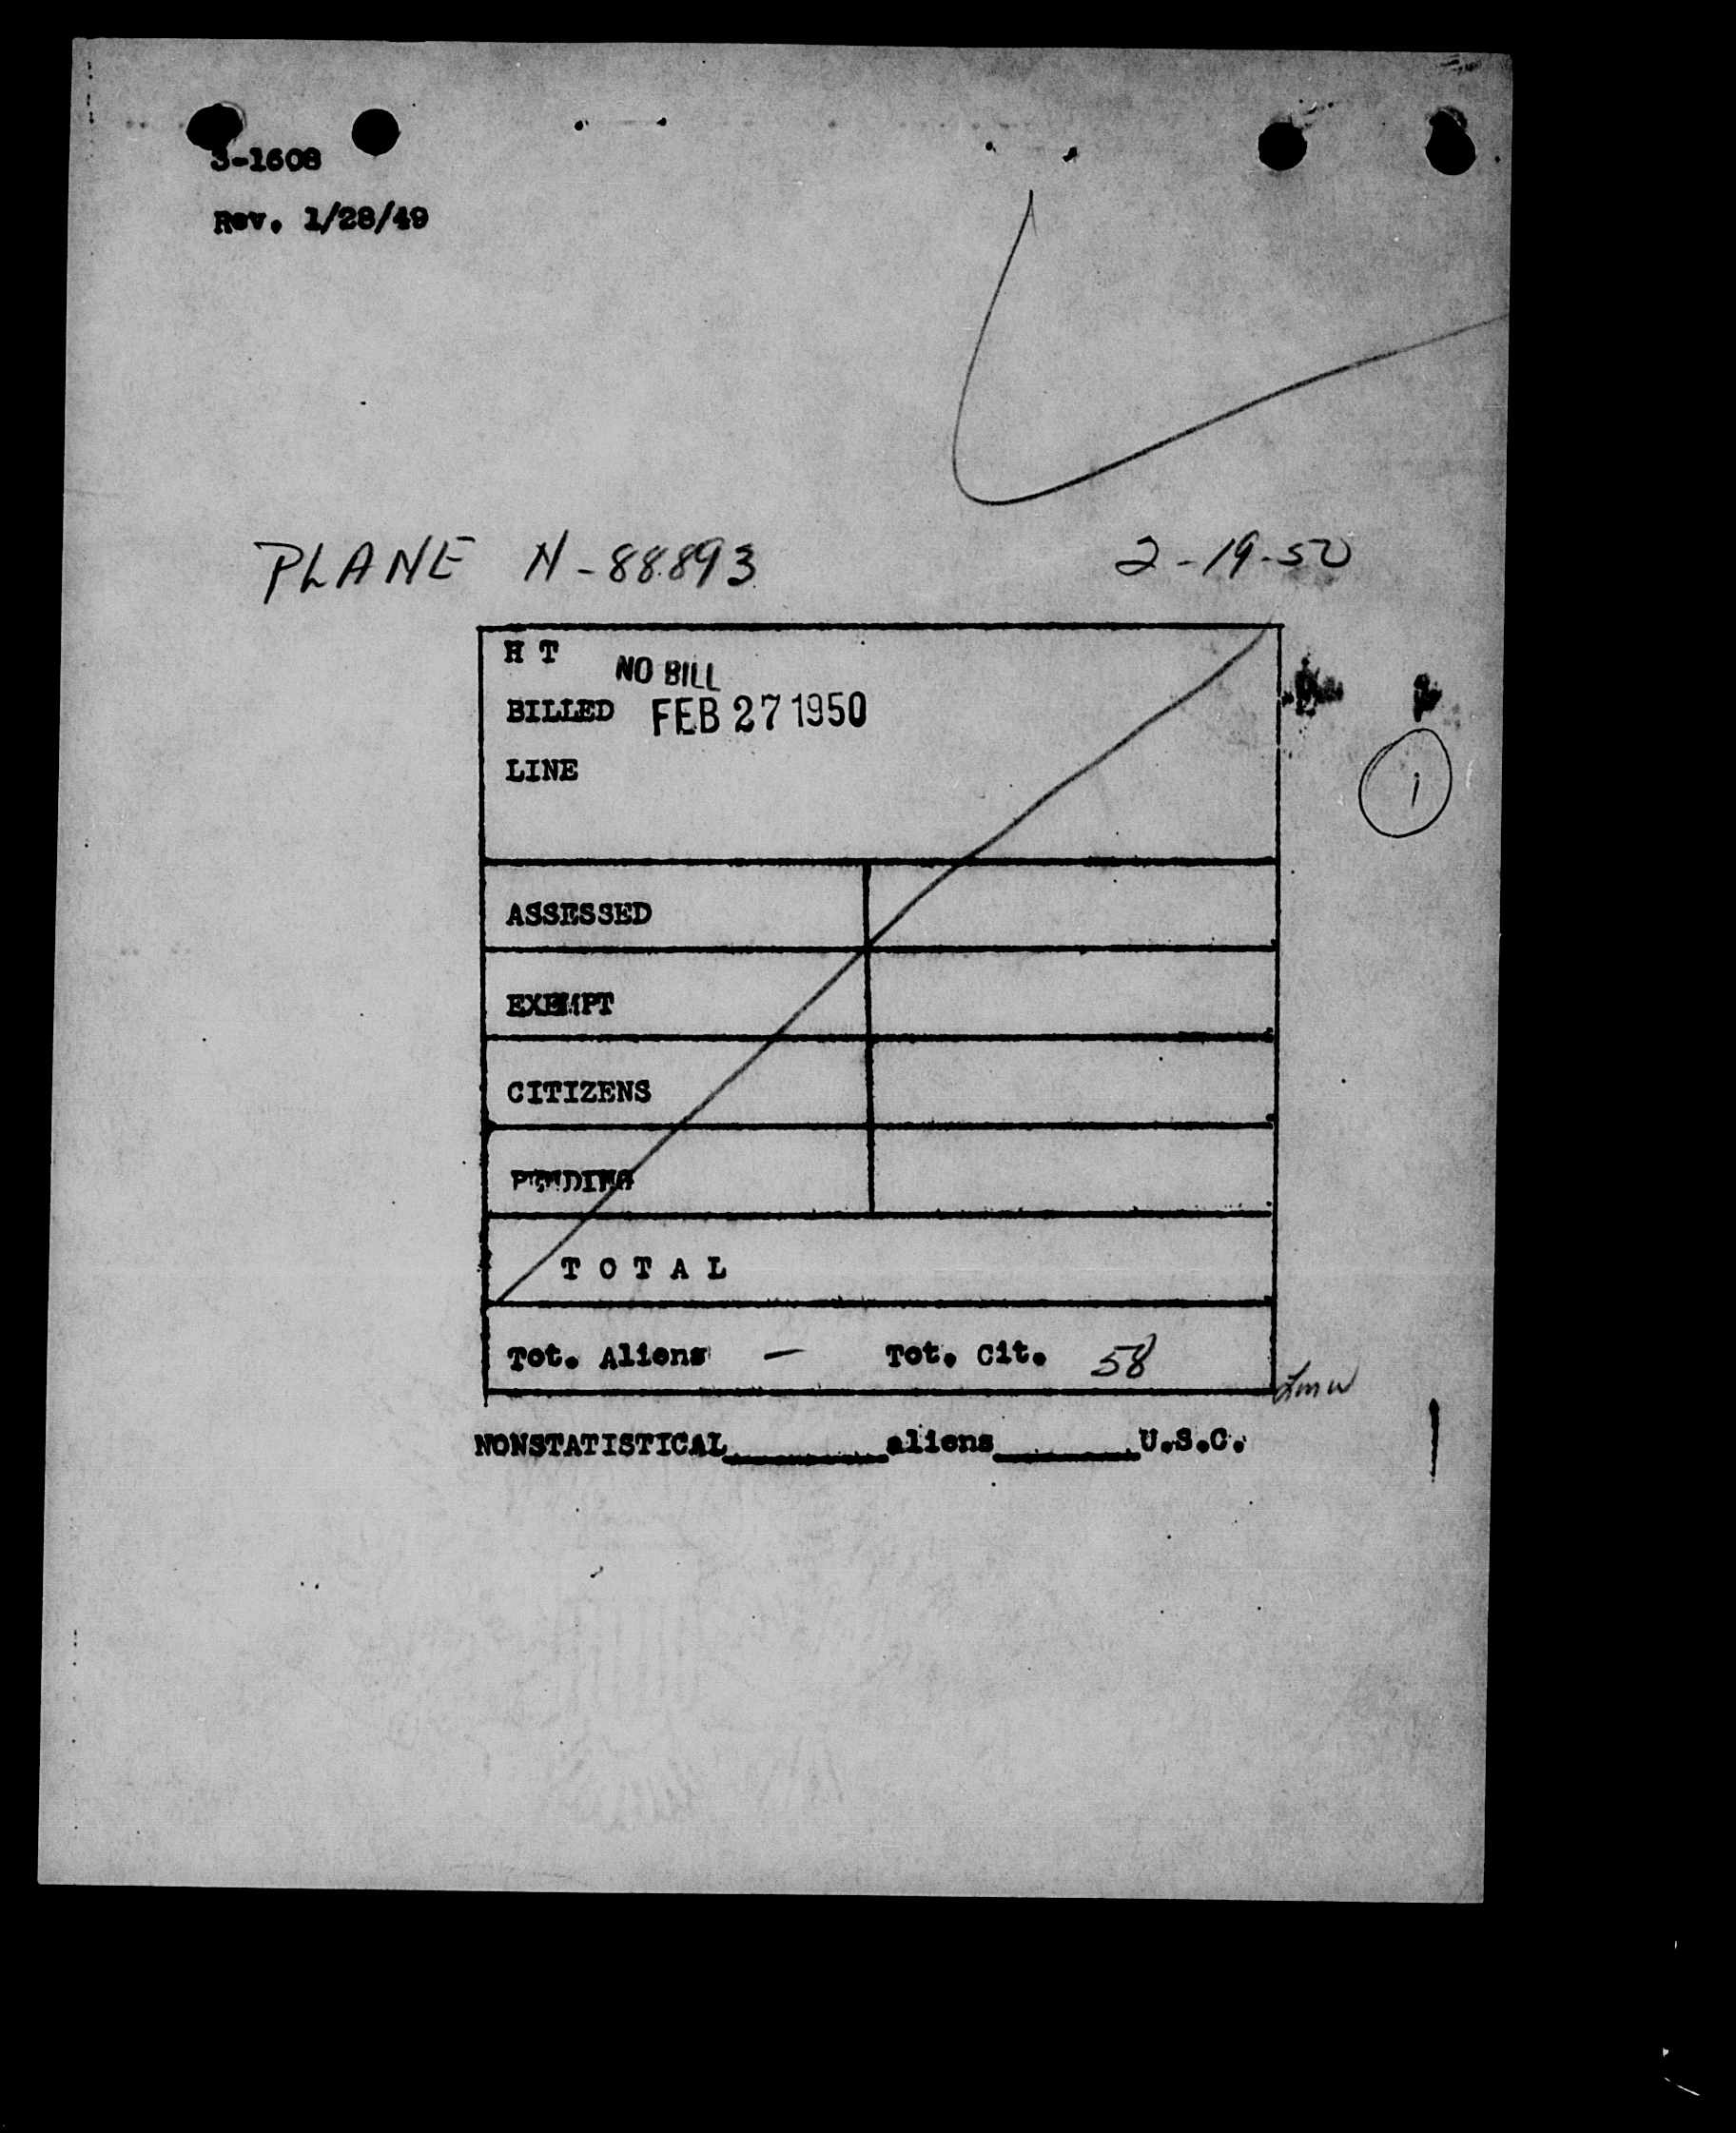 3-1608
Rev. 1/28/49
PLANE N-88893 2-19-50
H T
NO BILL
BILLED FEB 27 1950
LINE
1
ASSESSED
EXEMPT
CITIZENS
PENDING
T O T A L
Tot. Aliens — Tot. Cit. 58
NONSTATISTICAL________aliens_______U.S.C.